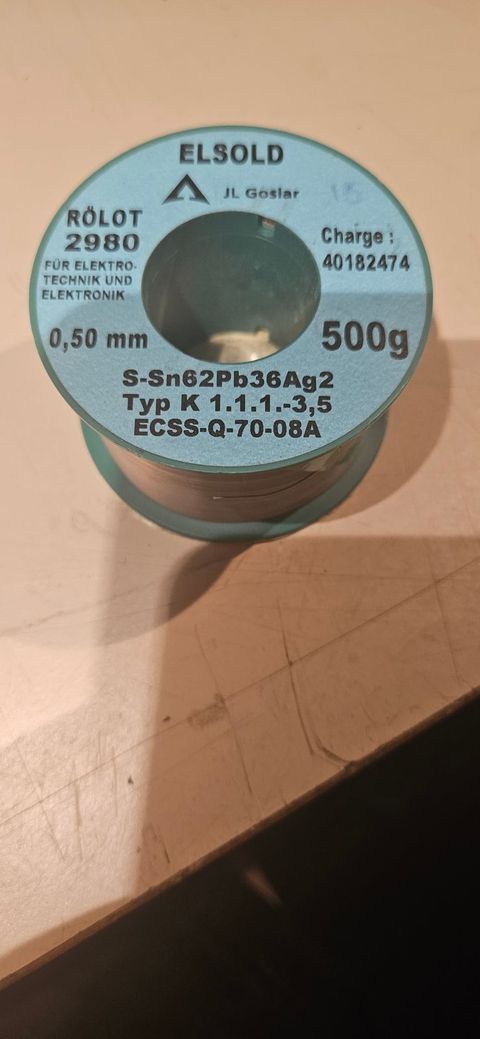 ELSOLD
JL Goslar
15
RÖLOT
2980
FÜR ELEKTRO-
TECHNIK UND
ELEKTRONIK
Charge :
40182474
0,50 mm
500g
S-Sn62Pb36Ag2
Typ K 1.1.1.-3,5
ECSS-Q-70-08A